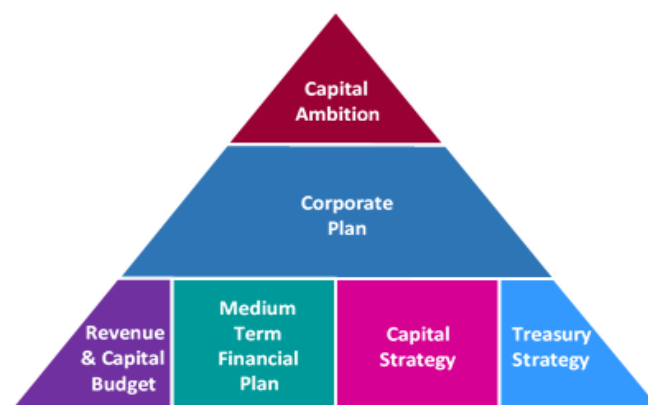 Capital
Ambition
Corporate
Plan
Revenue
& Capital
Budget
Medium
Term
Financial
Plan
Capital
Strategy
Treasury
Strategy